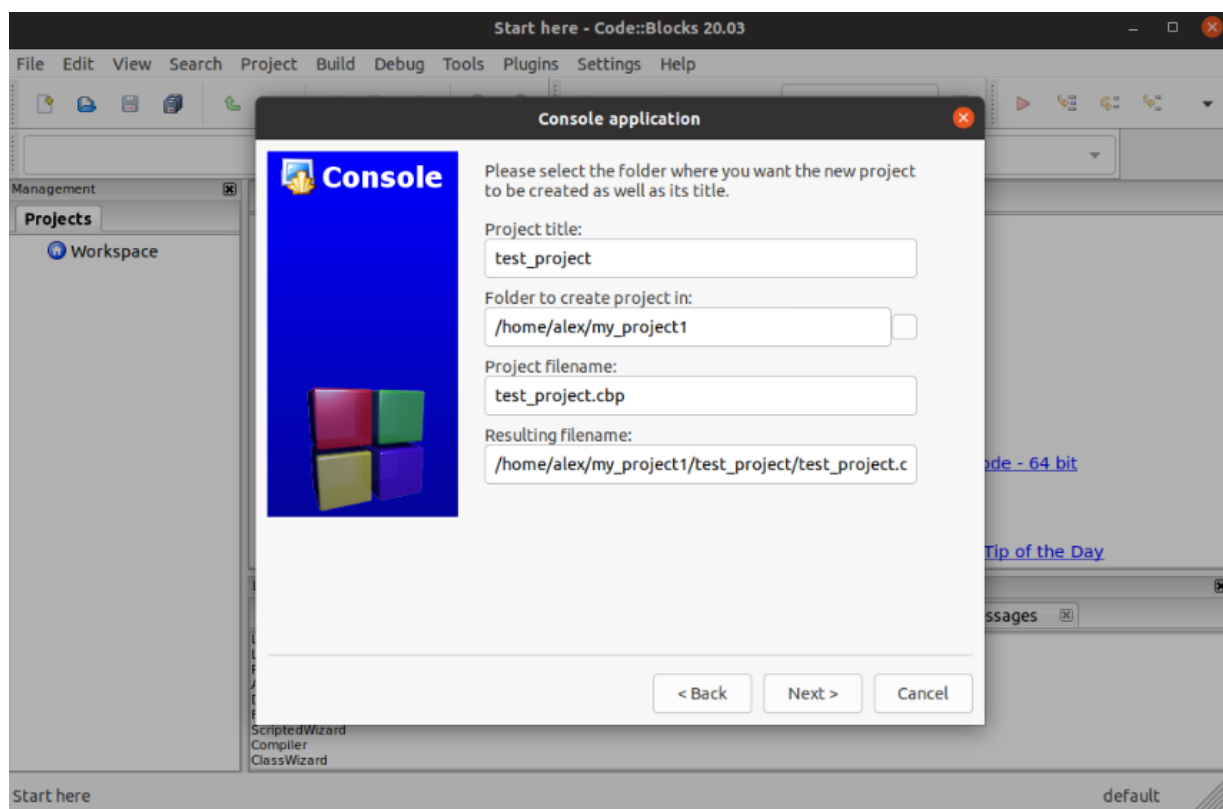 Start here - Code::Blocks 20.03
File Edit View Search Project Build Debug Tools Plugins Settings Help
Console application
Management
Projects
Workspace
Console
Please select the folder where you want the new project
to be created as well as its title.
Project title:
test_project
Folder to create project in:
/home/alex/my_project1
Project filename:
test_project.cbp
Resulting filename:
/home/alex/my_project1/test_project/test_project.c
- 64 bit
Tip of the Day
< Back Next > Cancel
ScriptedWizard
Compiler
ClassWizard
Start here default